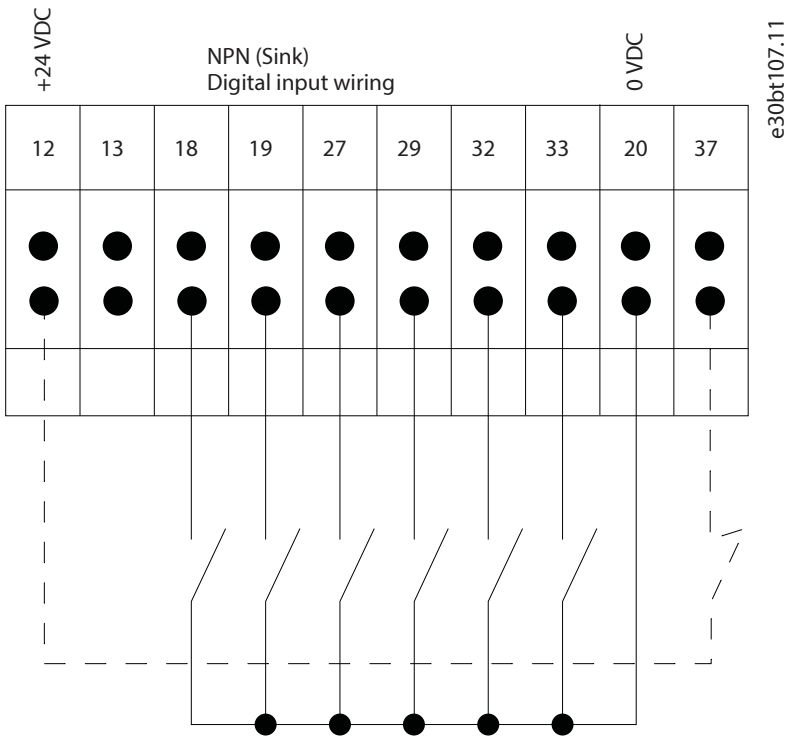 +24 VDC
NPN (Sink)
Digital input wiring
0 VDC
e30bt107.11
12 13 18 19 27 29 32 33 20 37